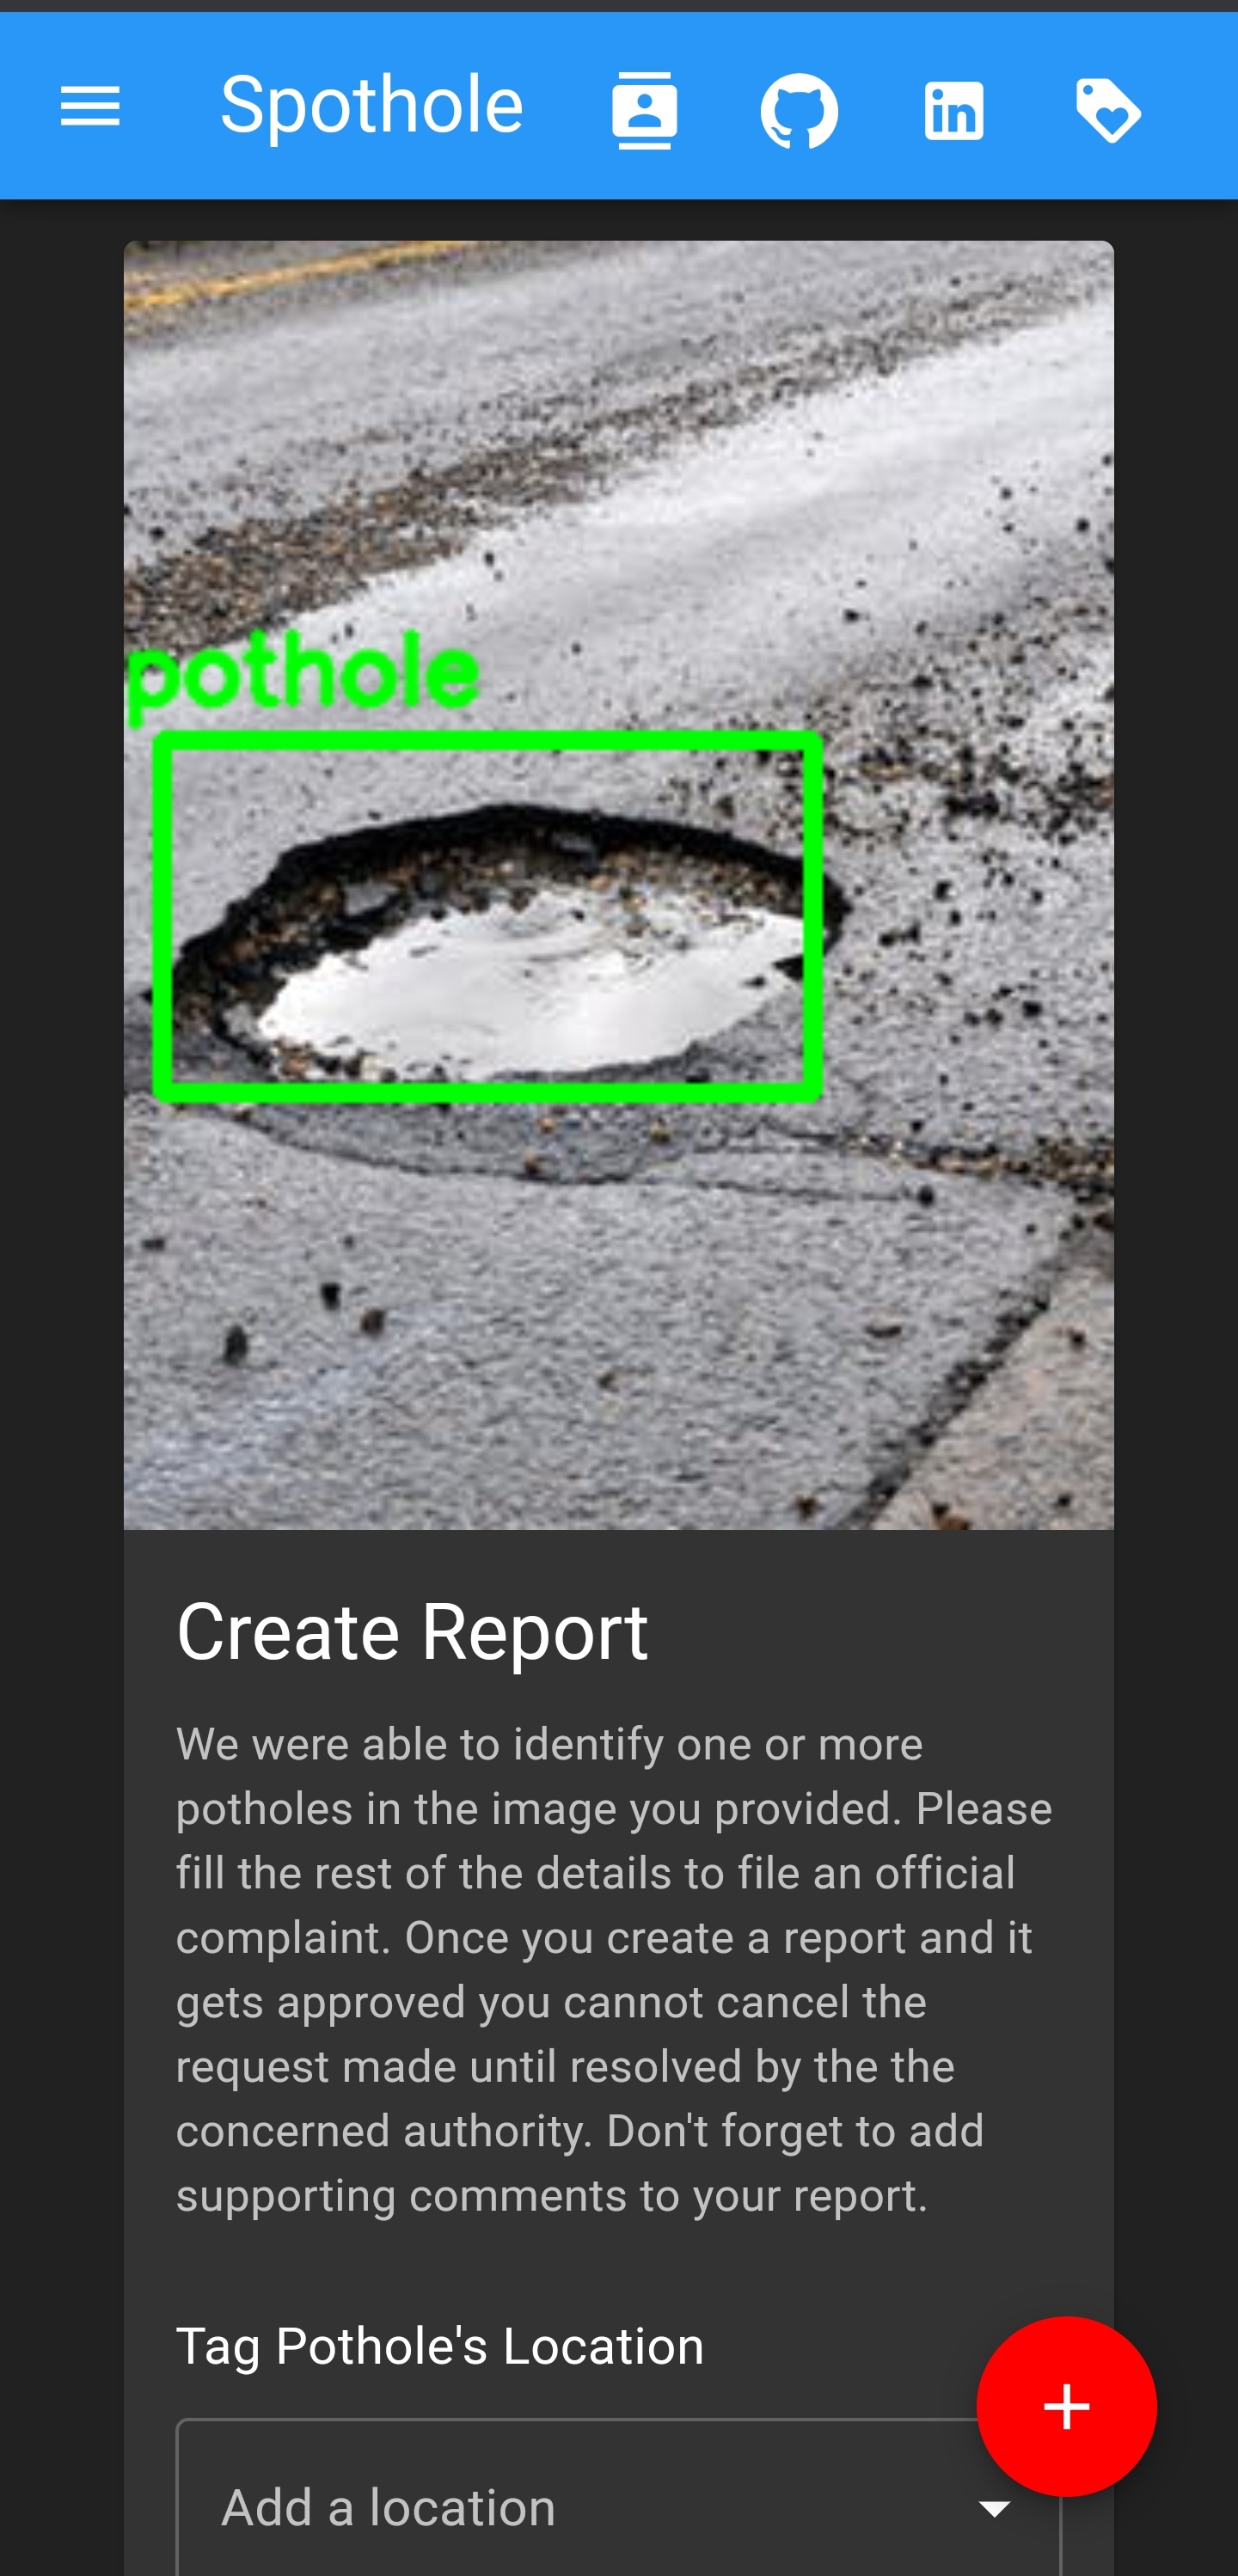 Spothole
pothole
Create Report
We were able to identify one or more
potholes in the image you provided. Please
fill the rest of the details to file an official
complaint. Once you create a report and it
gets approved you cannot cancel the
request made until resolved by the the
concerned authority. Don't forget to add
supporting comments to your report.
Tag Pothole's Location
Add a location